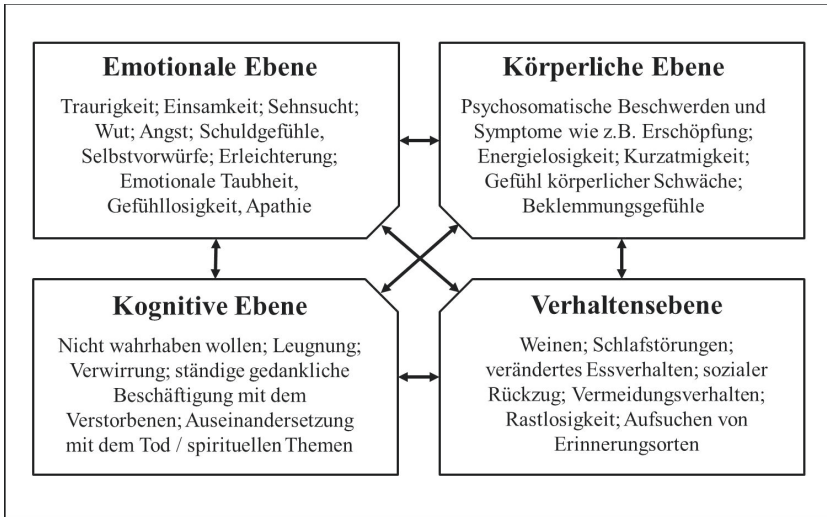 Emotionale Ebene
Traurigkeit; Einsamkeit; Sehnsucht;
Wut; Angst; Schuldgefühle,
Selbstvorwürfe; Erleichterung;
Emotionale Taubheit,
Gefühllosigkeit, Apathie
Körperliche Ebene
Psychosomatische Beschwerden und
Symptome wie z.B. Erschöpfung;
Energielosigkeit; Kurzatmigkeit;
Gefühl körperlicher Schwäche;
Beklemmungsgefühle
Kognitive Ebene
Nicht wahrhaben wollen; Leugnung;
Verwirrung; ständige gedankliche
Beschäftigung mit dem
Verstorbenen; Auseinandersetzung
mit dem Tod / spirituellen Themen
Verhaltensebene
Weinen; Schlafstörungen;
verändertes Essverhalten; sozialer
Rückzug; Vermeidungsverhalten;
Rastlosigkeit; Aufsuchen von
Erinnerungsorten